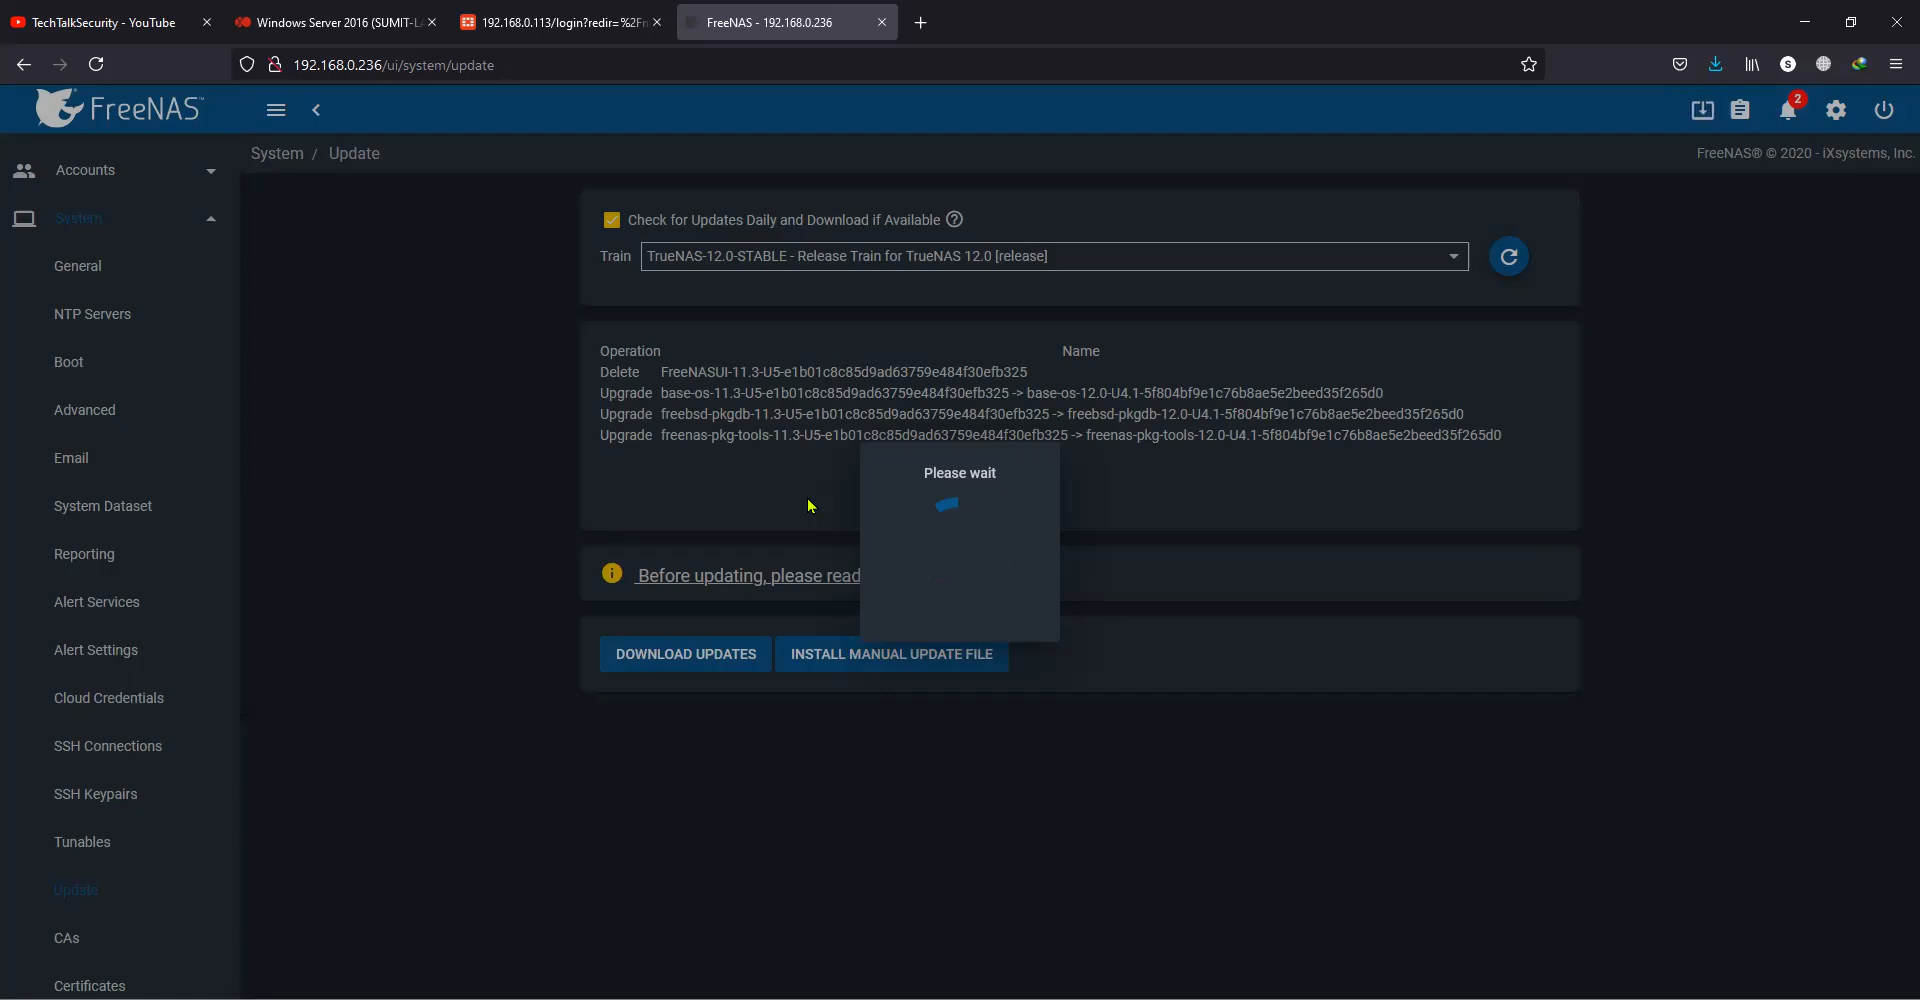 TechTalkSecurity - YouTube
Windows Server 2016 (SUMIT-LA
192.168.0.113/login?redir=%2Fn
FreeNAS - 192.168.0.236
192.168.0.236/ui/system/update
S
FreeNAS™
2
System / Update
FreeNAS® © 2020 - iXsystems, Inc.
Accounts
System
General
NTP Servers
Boot
Advanced
Email
System Dataset
Reporting
Alert Services
Alert Settings
Cloud Credentials
SSH Connections
SSH Keypairs
Tunables
Update
CAs
Certificates
Check for Updates Daily and Download if Available
Train TrueNAS-12.0-STABLE - Release Train for TrueNAS 12.0 [release]
Operation Name
Delete FreeNASUI-11.3-U5-e1b01c8c85d9ad63759e484f30efb325
Upgrade base-os-11.3-U5-e1b01c8c85d9ad63759e484f30efb325 -> base-os-12.0-U4.1-5f804bf9e1c76b8ae5e2beed35f265d0
Upgrade freebsd-pkgdb-11.3-U5-e1b01c8c85d9ad63759e484f30efb325 -> freebsd-pkgdb-12.0-U4.1-5f804bf9e1c76b8ae5e2beed35f265d0
Upgrade freenas-pkg-tools-11.3-U5-e1b01c8c85d9ad63759e484f30efb325 -> freenas-pkg-tools-12.0-U4.1-5f804bf9e1c76b8ae5e2beed35f265d0
Please wait
Before updating, please read
DOWNLOAD UPDATES
INSTALL MANUAL UPDATE FILE